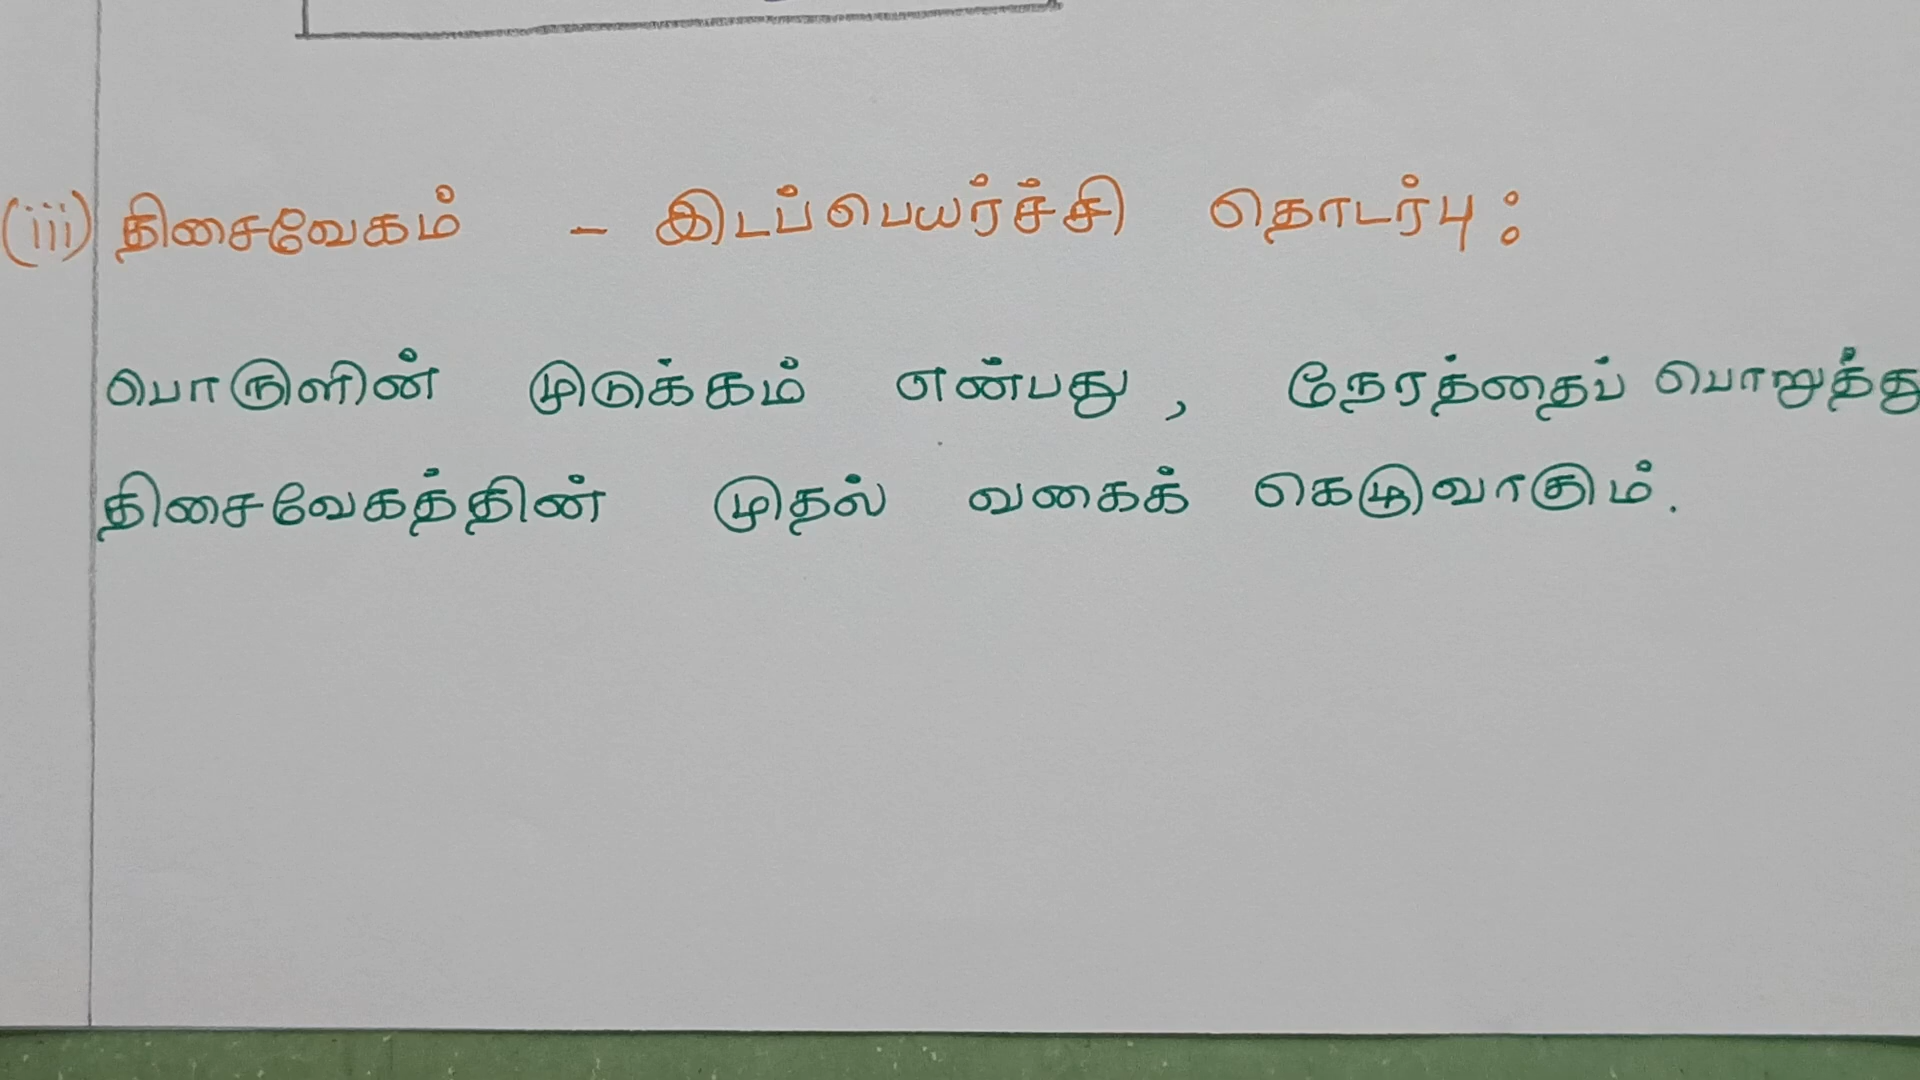 (iii) திசைவேகம் - இடப்பெயர்ச்சி தொடர்பு :
பொருளின் முடுக்கம் என்பது, நேரத்தைப் பொறுத்து
திசைவேகத்தின் முதல் வகைக் கெழுவாகும்.